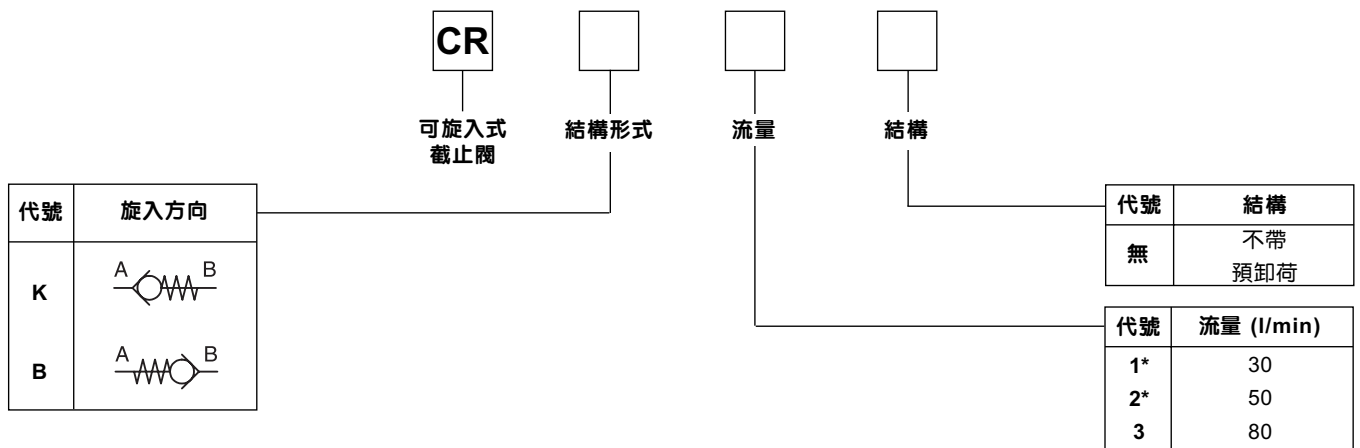 CR
可旋入式
截止閥
結構形式
流量
結構
代號 旋入方向
K A B
B A B
代號 結構
無 不帶
預卸荷
代號 流量 (l/min)
1* 30
2* 50
3 80